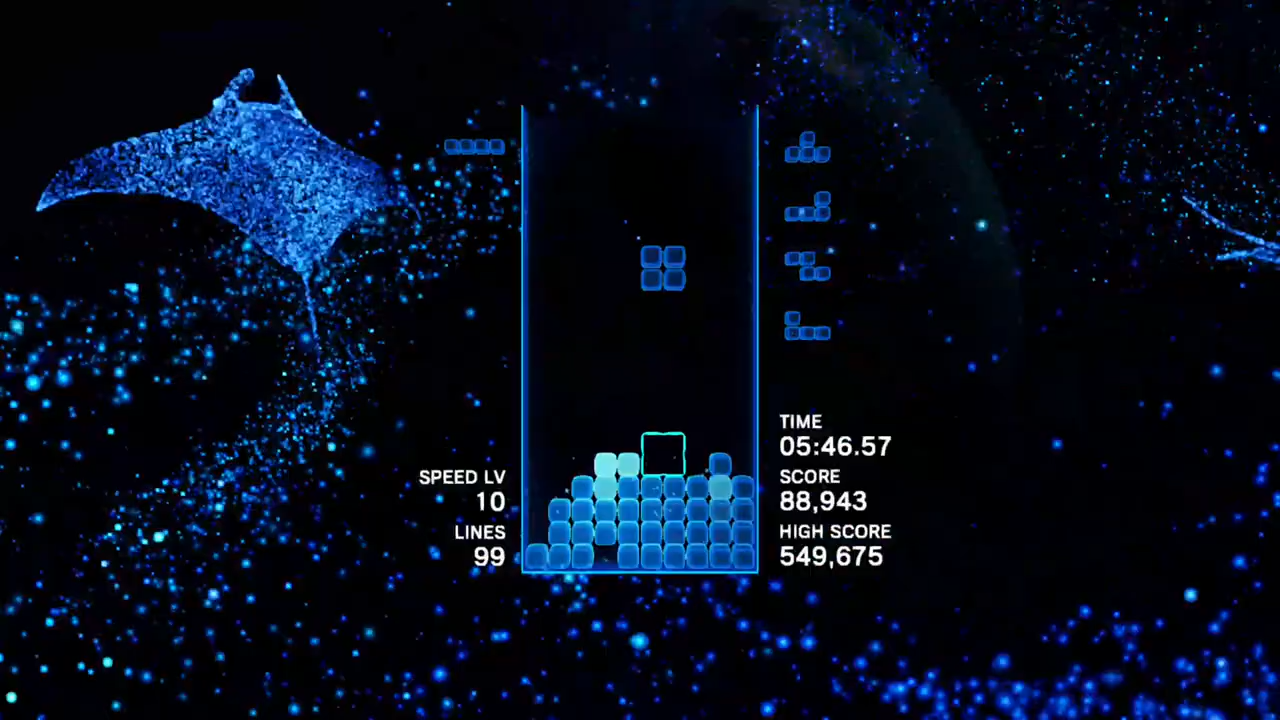 SPEED LV
10
LINES
99
TIME
05:46.57
SCORE
88,943
HIGH SCORE
549,675